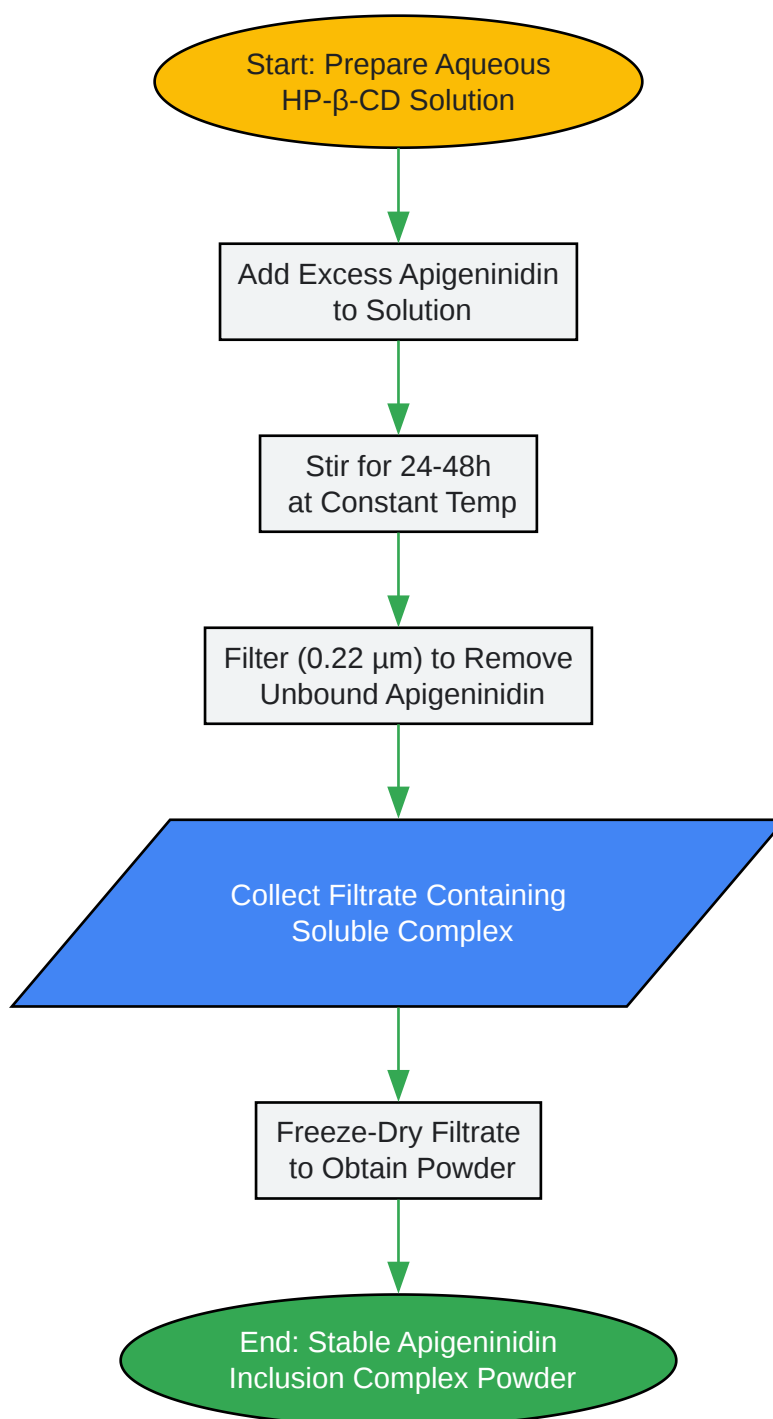 Start: Prepare Aqueous
HP-β-CD Solution
Add Excess Apigeninidin
to Solution
Stir for 24-48h
at Constant Temp
Filter (0.22 µm) to Remove
Unbound Apigeninidin
Collect Filtrate Containing
Soluble Complex
Freeze-Dry Filtrate
to Obtain Powder
End: Stable Apigeninidin
Inclusion Complex Powder